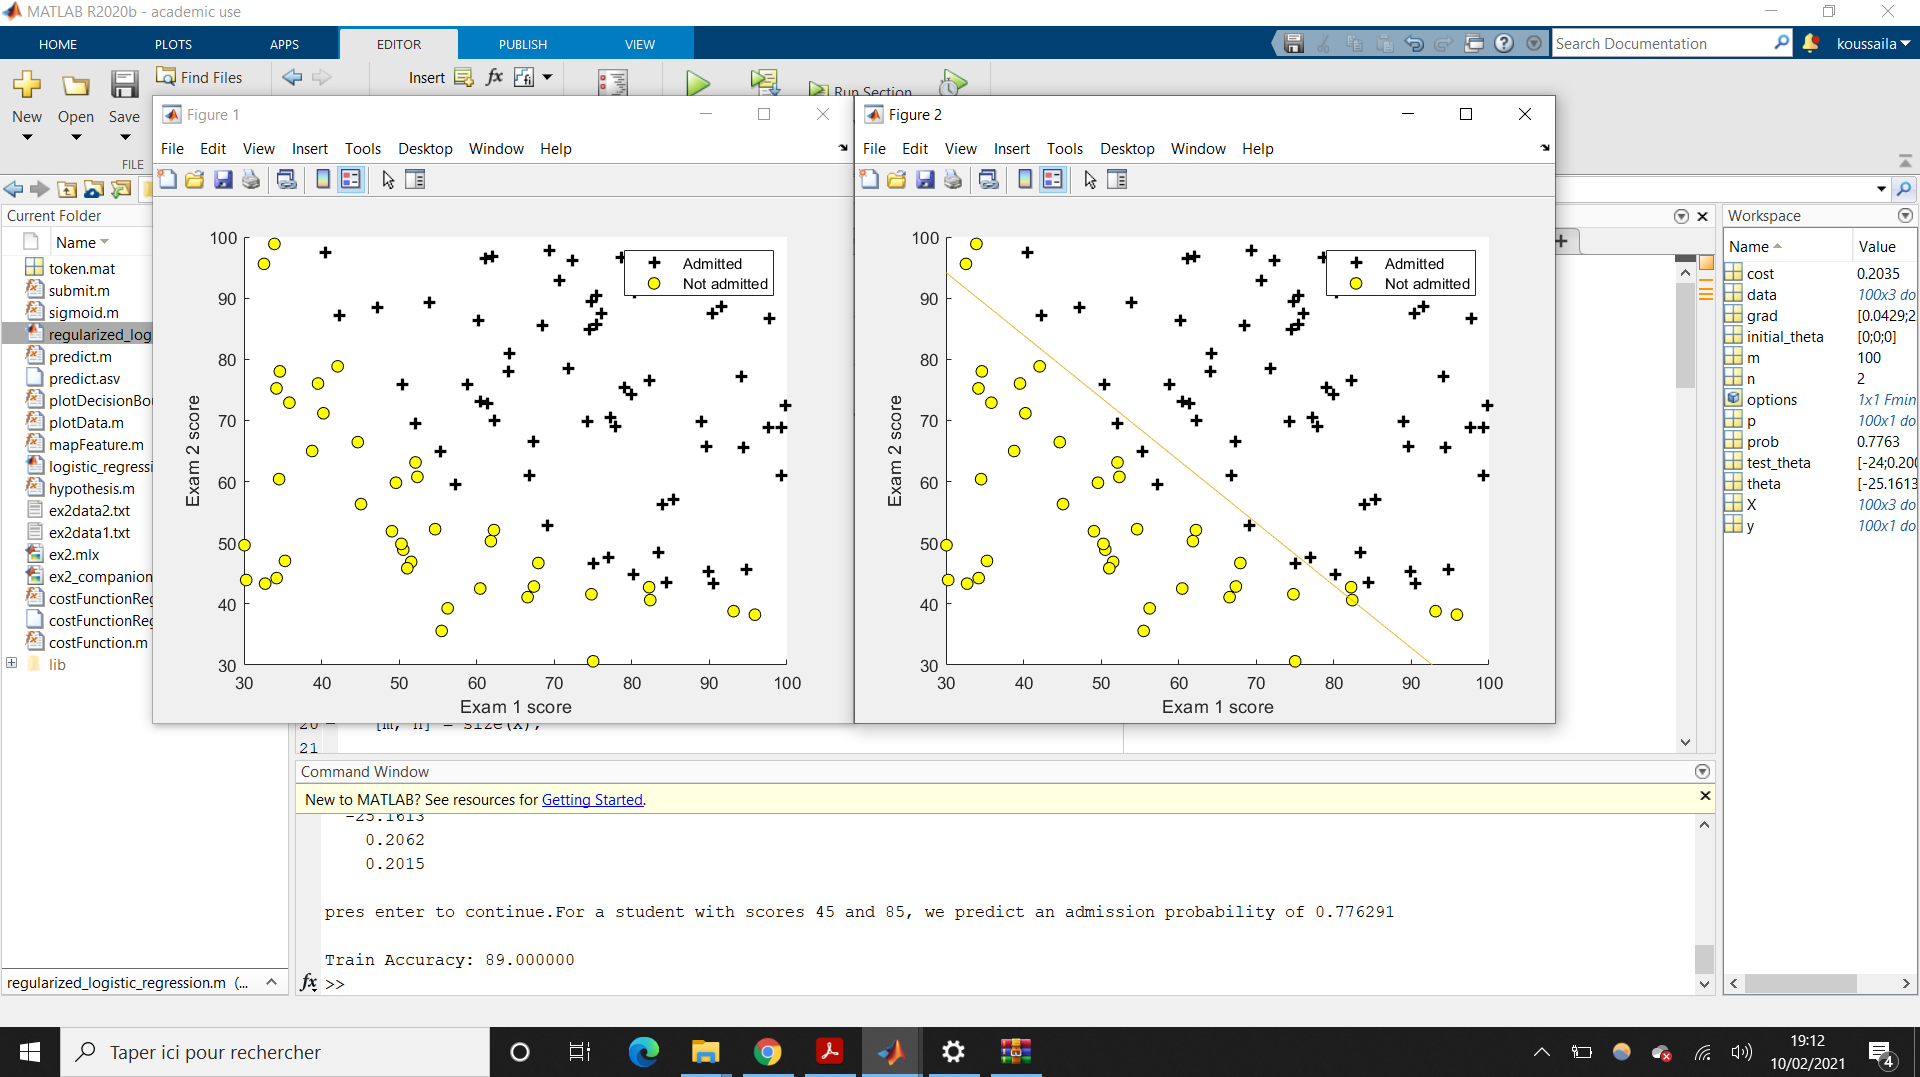 MATLAB R2020b - academic use
HOME PLOTS APPS EDITOR PUBLISH VIEW
Search Documentation
koussaila
New Open Save
Find Files
Insert
Run Section
FILE
Figure 1
File Edit View Insert Tools Desktop Window Help
100
90
80
70
60
50
40
30
30 40 50 60 70 80 90 100
Exam 2 score
Exam 1 score
Admitted
Not admitted
Figure 2
File Edit View Insert Tools Desktop Window Help
100
90
80
70
60
50
40
30
30 40 50 60 70 80 90 100
Exam 2 score
Exam 1 score
Admitted
Not admitted
Current Folder
Name
token.mat
submit.m
sigmoid.m
regularized_log
predict.m
predict.asv
plotDecisionBou
plotData.m
mapFeature.m
logistic_regressi
hypothesis.m
ex2data2.txt
ex2data1.txt
ex2.mlx
ex2_companion
costFunctionReg
costFunctionReg
costFunction.m
lib
regularized_logistic_regression.m (...
20 [m, n] = size(X);
21
Command Window
New to MATLAB? See resources for Getting Started.
-25.1613
0.2062
0.2015
pres enter to continue.For a student with scores 45 and 85, we predict an admission probability of 0.776291
Train Accuracy: 89.000000
fx >>
Workspace
Name Value
cost 0.2035
data 100x3 do
grad [0.0429;2
initial_theta [0;0;0]
m 100
n 2
options 1x1 Fmin
p 100x1 do
prob 0.7763
test_theta [-24;0.200
theta [-25.1613
X 100x3 do
y 100x1 do
Taper ici pour rechercher
19:12
10/02/2021
4